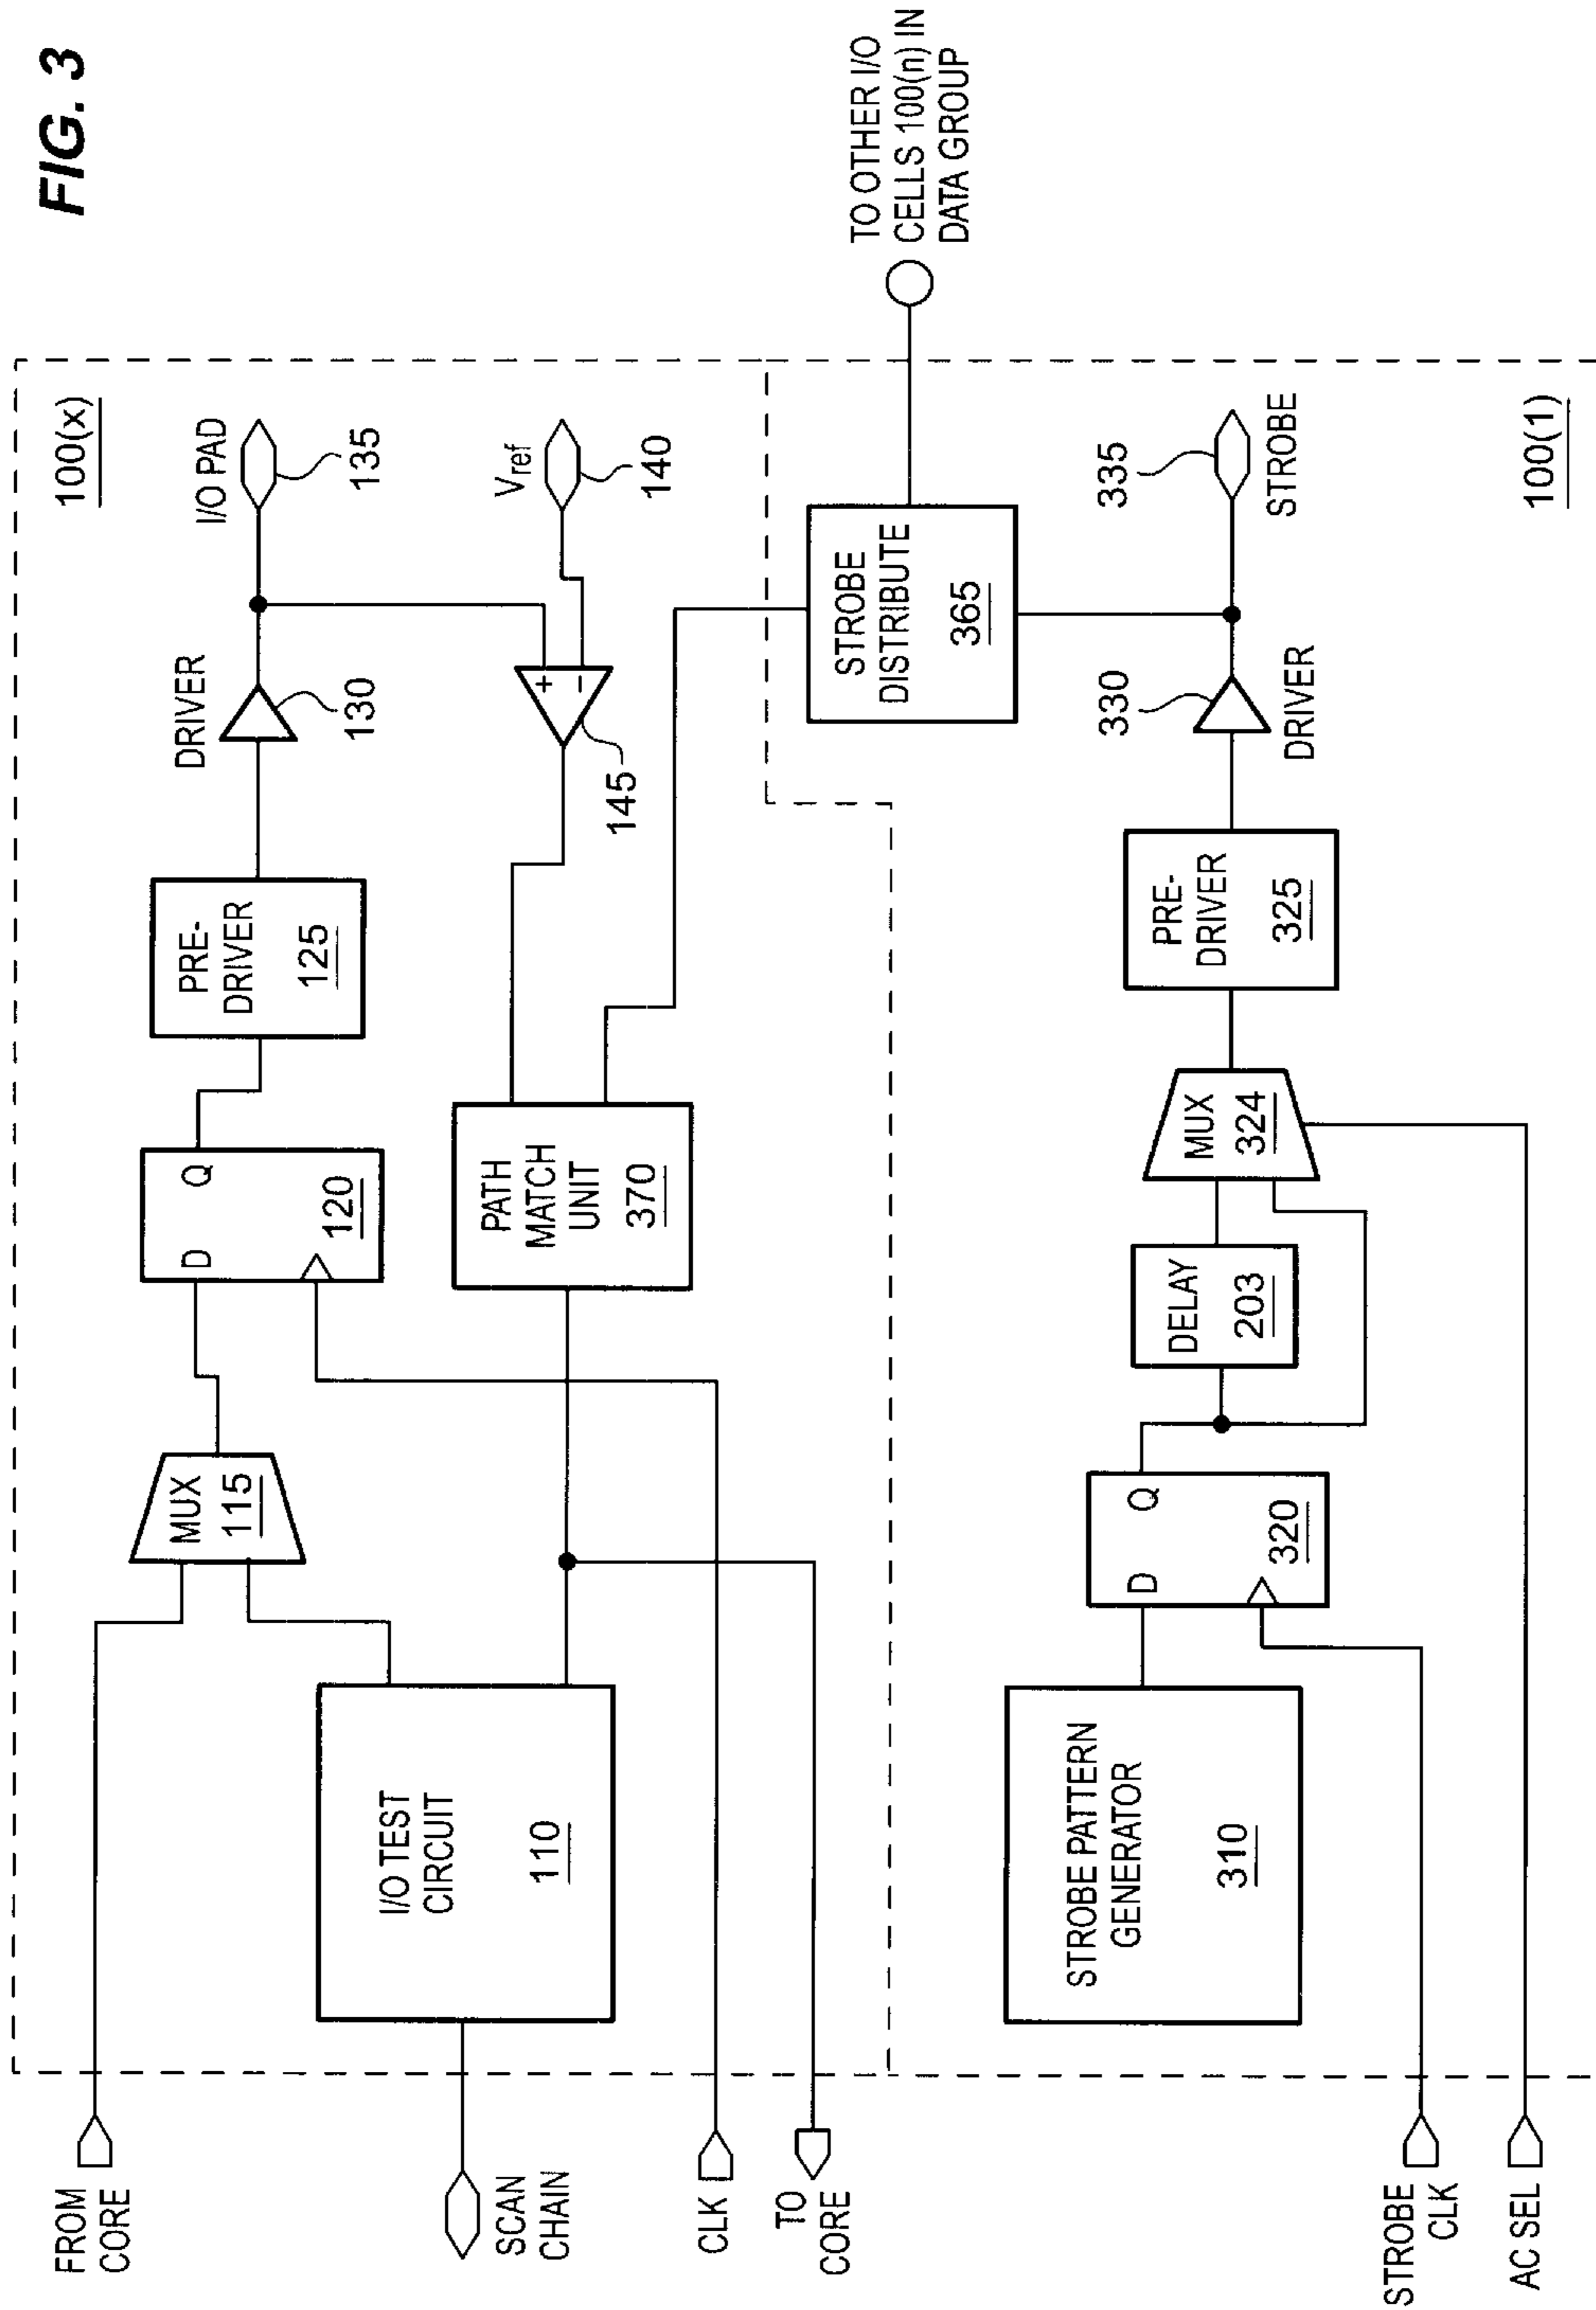 FIG. 3
FROM
CORE
SCAN
CHAIN
CLK
TO
CORE
100(x)
MUX
115
D
Q
120
PRE-
DRIVER
125
DRIVER
130
I/O PAD
135
Vref
140
+
−
145
I/O TEST
CIRCUIT
110
PATH
MATCH
UNIT
370
STROBE
DISTRIBUTE
365
TO OTHER I/O
CELLS 100(n) IN
DATA GROUP
STROBE PATTERN
GENERATOR
310
D
Q
320
DELAY
203
MUX
324
PRE-
DRIVER
325
330
DRIVER
335
STROBE
100(1)
STROBE
CLK
AC SEL